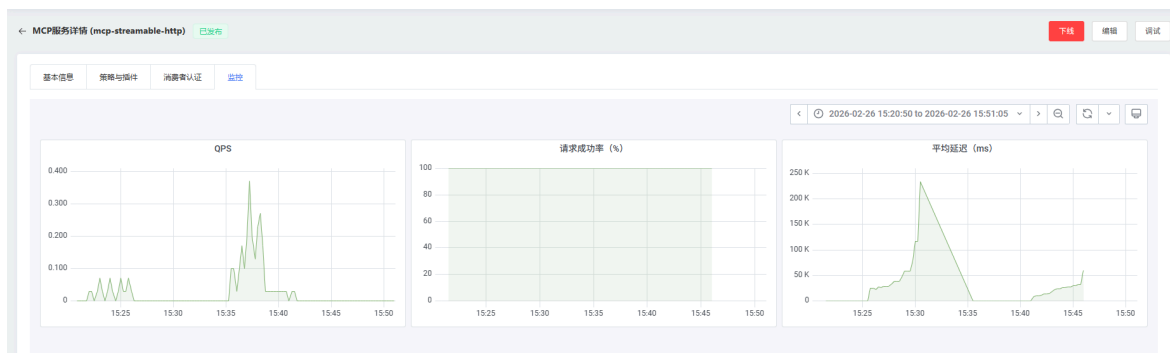 MCP服务详情 (mcp-streamable-http) 已发布 下线 编辑 调试
基本信息 策略与插件 消费者认证 监控
2026-02-26 15:20:50 to 2026-02-26 15:51:05
QPS
0.400
0.300
0.200
0.100
0
15:25 15:30 15:35 15:40 15:45 15:50
请求成功率（%）
100
80
60
40
20
0
15:25 15:30 15:35 15:40 15:45 15:50
平均延迟（ms）
250 K
200 K
150 K
100 K
50 K
0
15:25 15:30 15:35 15:40 15:45 15:50